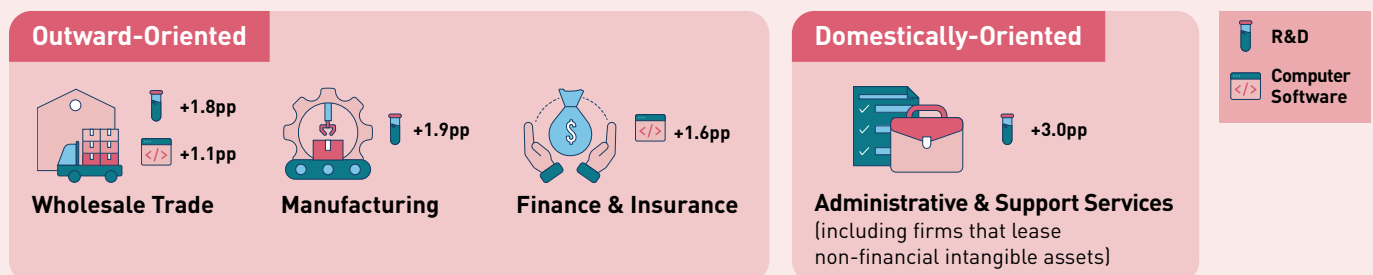 Outward-Oriented
+1.8pp
</>
+1.1pp
Wholesale Trade
+1.9pp
Manufacturing
$
</>
+1.6pp
Finance & Insurance
Domestically-Oriented
+3.0pp
Administrative & Support Services
(including firms that lease
non-financial intangible assets)
R&D
</>
Computer
Software